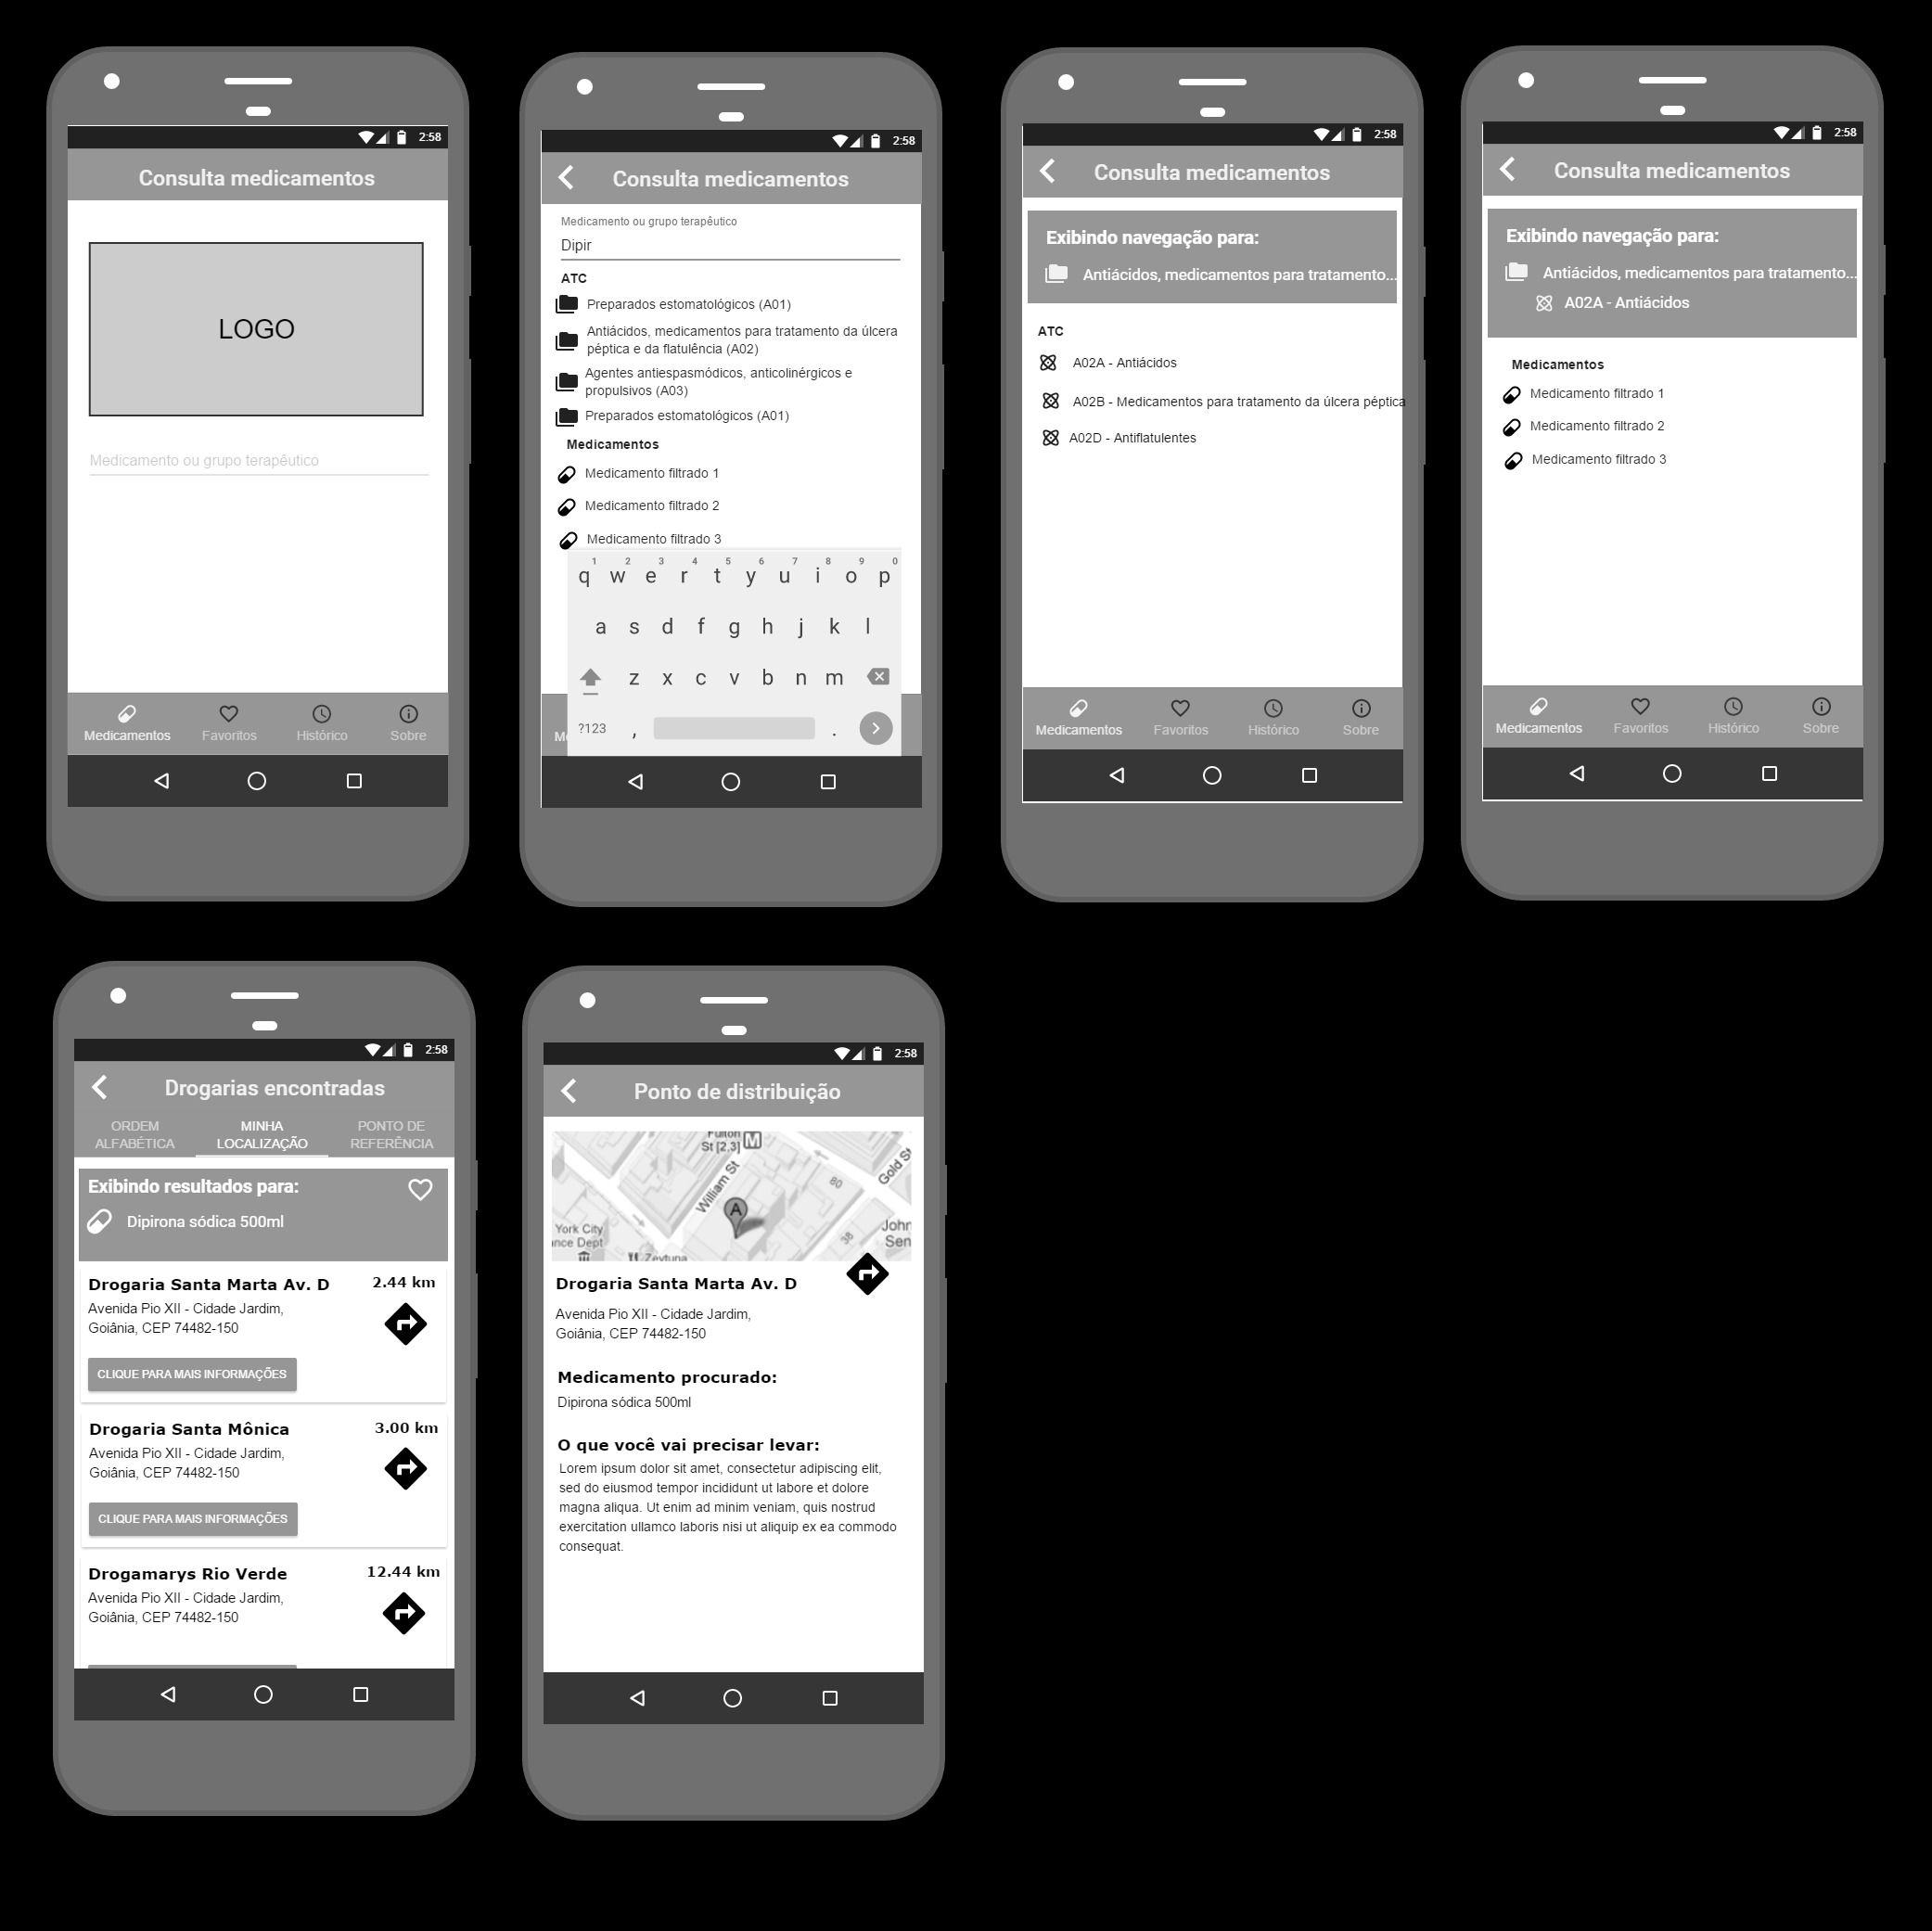 2:58
Consulta medicamentos
LOGO
Medicamento ou grupo terapêutico
Medicamentos
Favoritos
Histórico
Sobre
2:58
Consulta medicamentos
Medicamento ou grupo terapêutico
Dipir
ATC
Preparados estomatológicos (A01)
Antiácidos, medicamentos para tratamento da úlcera
péptica e da flatulência (A02)
Agentes antiespasmódicos, anticolinérgicos e
propulsivos (A03)
Preparados estomatológicos (A01)
Medicamentos
Medicamento filtrado 1
Medicamento filtrado 2
Medicamento filtrado 3
1 2 3 4 5 6 7 8 9 0
q w e r t y u i o p
a s d f g h j k l
z x c v b n m
Me
?123 , .
2:58
Consulta medicamentos
Exibindo navegação para:
Antiácidos, medicamentos para tratamento...
ATC
A02A - Antiácidos
A02B - Medicamentos para tratamento da úlcera péptica
A02D - Antiflatulentes
Medicamentos
Favoritos
Histórico
Sobre
2:58
Consulta medicamentos
Exibindo navegação para:
Antiácidos, medicamentos para tratamento...
A02A - Antiácidos
Medicamentos
Medicamento filtrado 1
Medicamento filtrado 2
Medicamento filtrado 3
Medicamentos
Favoritos
Histórico
Sobre
2:58
Drogarias encontradas
ORDEM
ALFABÉTICA
MINHA
LOCALIZAÇÃO
PONTO DE
REFERÊNCIA
Exibindo resultados para:
Dipirona sódica 500ml
Drogaria Santa Marta Av. D
2.44 km
Avenida Pio XII - Cidade Jardim,
Goiânia, CEP 74482-150
CLIQUE PARA MAIS INFORMAÇÕES
Drogaria Santa Mônica
3.00 km
Avenida Pio XII - Cidade Jardim,
Goiânia, CEP 74482-150
CLIQUE PARA MAIS INFORMAÇÕES
Drogamarys Rio Verde
12.44 km
Avenida Pio XII - Cidade Jardim,
Goiânia, CEP 74482-150
2:58
Ponto de distribuição
Fulton
St [2,3]
M
William St
Gold St
80
A
York City
ance Dept
38
John
Sen
Zeytuna
Drogaria Santa Marta Av. D
Avenida Pio XII - Cidade Jardim,
Goiânia, CEP 74482-150
Medicamento procurado:
Dipirona sódica 500ml
O que você vai precisar levar:
Lorem ipsum dolor sit amet, consectetur adipiscing elit,
sed do eiusmod tempor incididunt ut labore et dolore
magna aliqua. Ut enim ad minim veniam, quis nostrud
exercitation ullamco laboris nisi ut aliquip ex ea commodo
consequat.